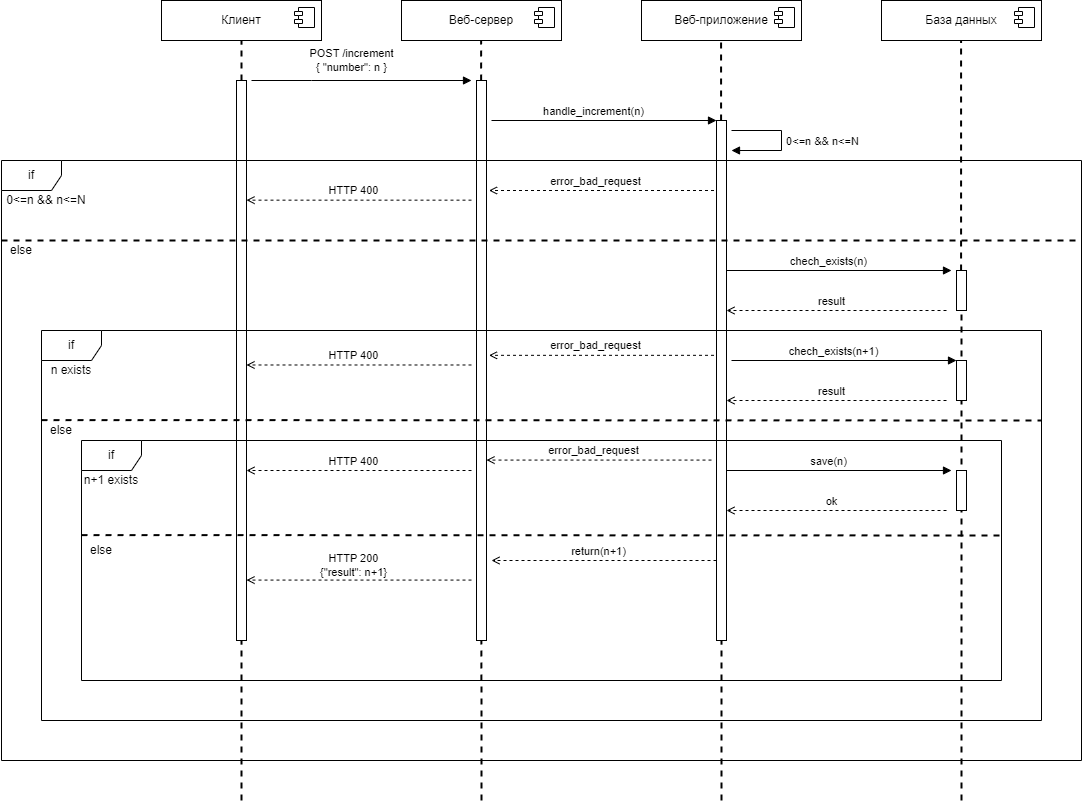 Клиент
Веб-сервер
Веб-приложение
База данных
POST /increment
{ "number": n }
handle_increment(n)
0<=n && n<=N
if
0<=n && n<=N
error_bad_request
HTTP 400
else
chech_exists(n)
result
if
n exists
error_bad_request
HTTP 400
chech_exists(n+1)
result
else
if
n+1 exists
error_bad_request
HTTP 400
save(n)
ok
else
return(n+1)
HTTP 200
{"result": n+1}